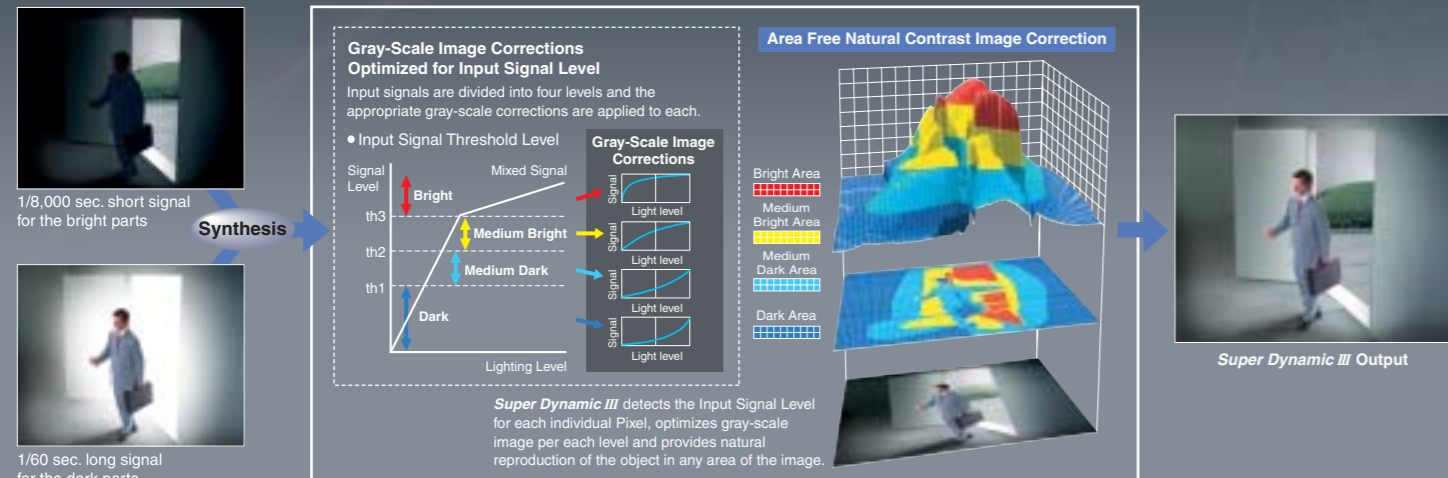 1/8,000 sec. short signal
for the bright parts
Synthesis
1/60 sec. long signal
for the dark parts
Gray-Scale Image Corrections
Optimized for Input Signal Level
Input signals are divided into four levels and the
appropriate gray-scale corrections are applied to each.
● Input Signal Threshold Level
Signal
Level
th3
th2
th1
Bright
Medium Bright
Medium Dark
Dark
Mixed Signal
Lighting Level
Gray-Scale Image
Corrections
Signal
Light level
Signal
Light level
Signal
Light level
Signal
Light level
Super Dynamic III detects the Input Signal Level
for each individual Pixel, optimizes gray-scale
image per each level and provides natural
reproduction of the object in any area of the image.
Area Free Natural Contrast Image Correction
Bright Area
Medium
Bright Area
Medium
Dark Area
Dark Area
Super Dynamic III Output